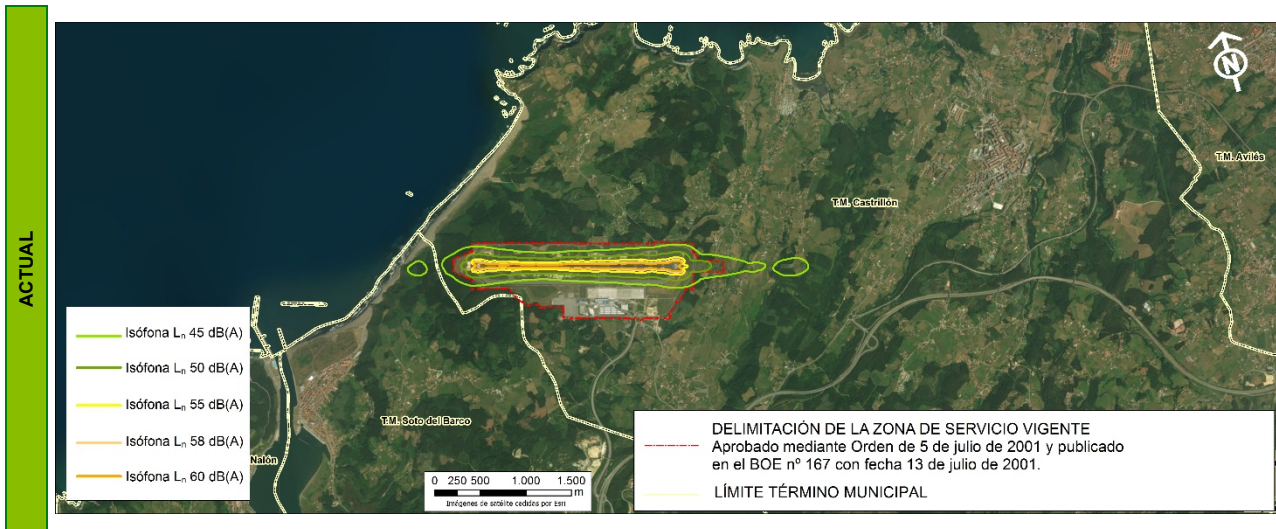 ACTUAL
N
T.M. Avilés
T.M. Castrillón
T.M. Soto del Barco
Nalón
Isófona Lₙ 45 dB(A)
Isófona Lₙ 50 dB(A)
Isófona Lₙ 55 dB(A)
Isófona Lₙ 58 dB(A)
Isófona Lₙ 60 dB(A)
0 250 500 1.000 1.500
m
Imágenes de satélite cedidas por Esri
DELIMITACIÓN DE LA ZONA DE SERVICIO VIGENTE
Aprobado mediante Orden de 5 de julio de 2001 y publicado
en el BOE nº 167 con fecha 13 de julio de 2001.
LÍMITE TÉRMINO MUNICIPAL